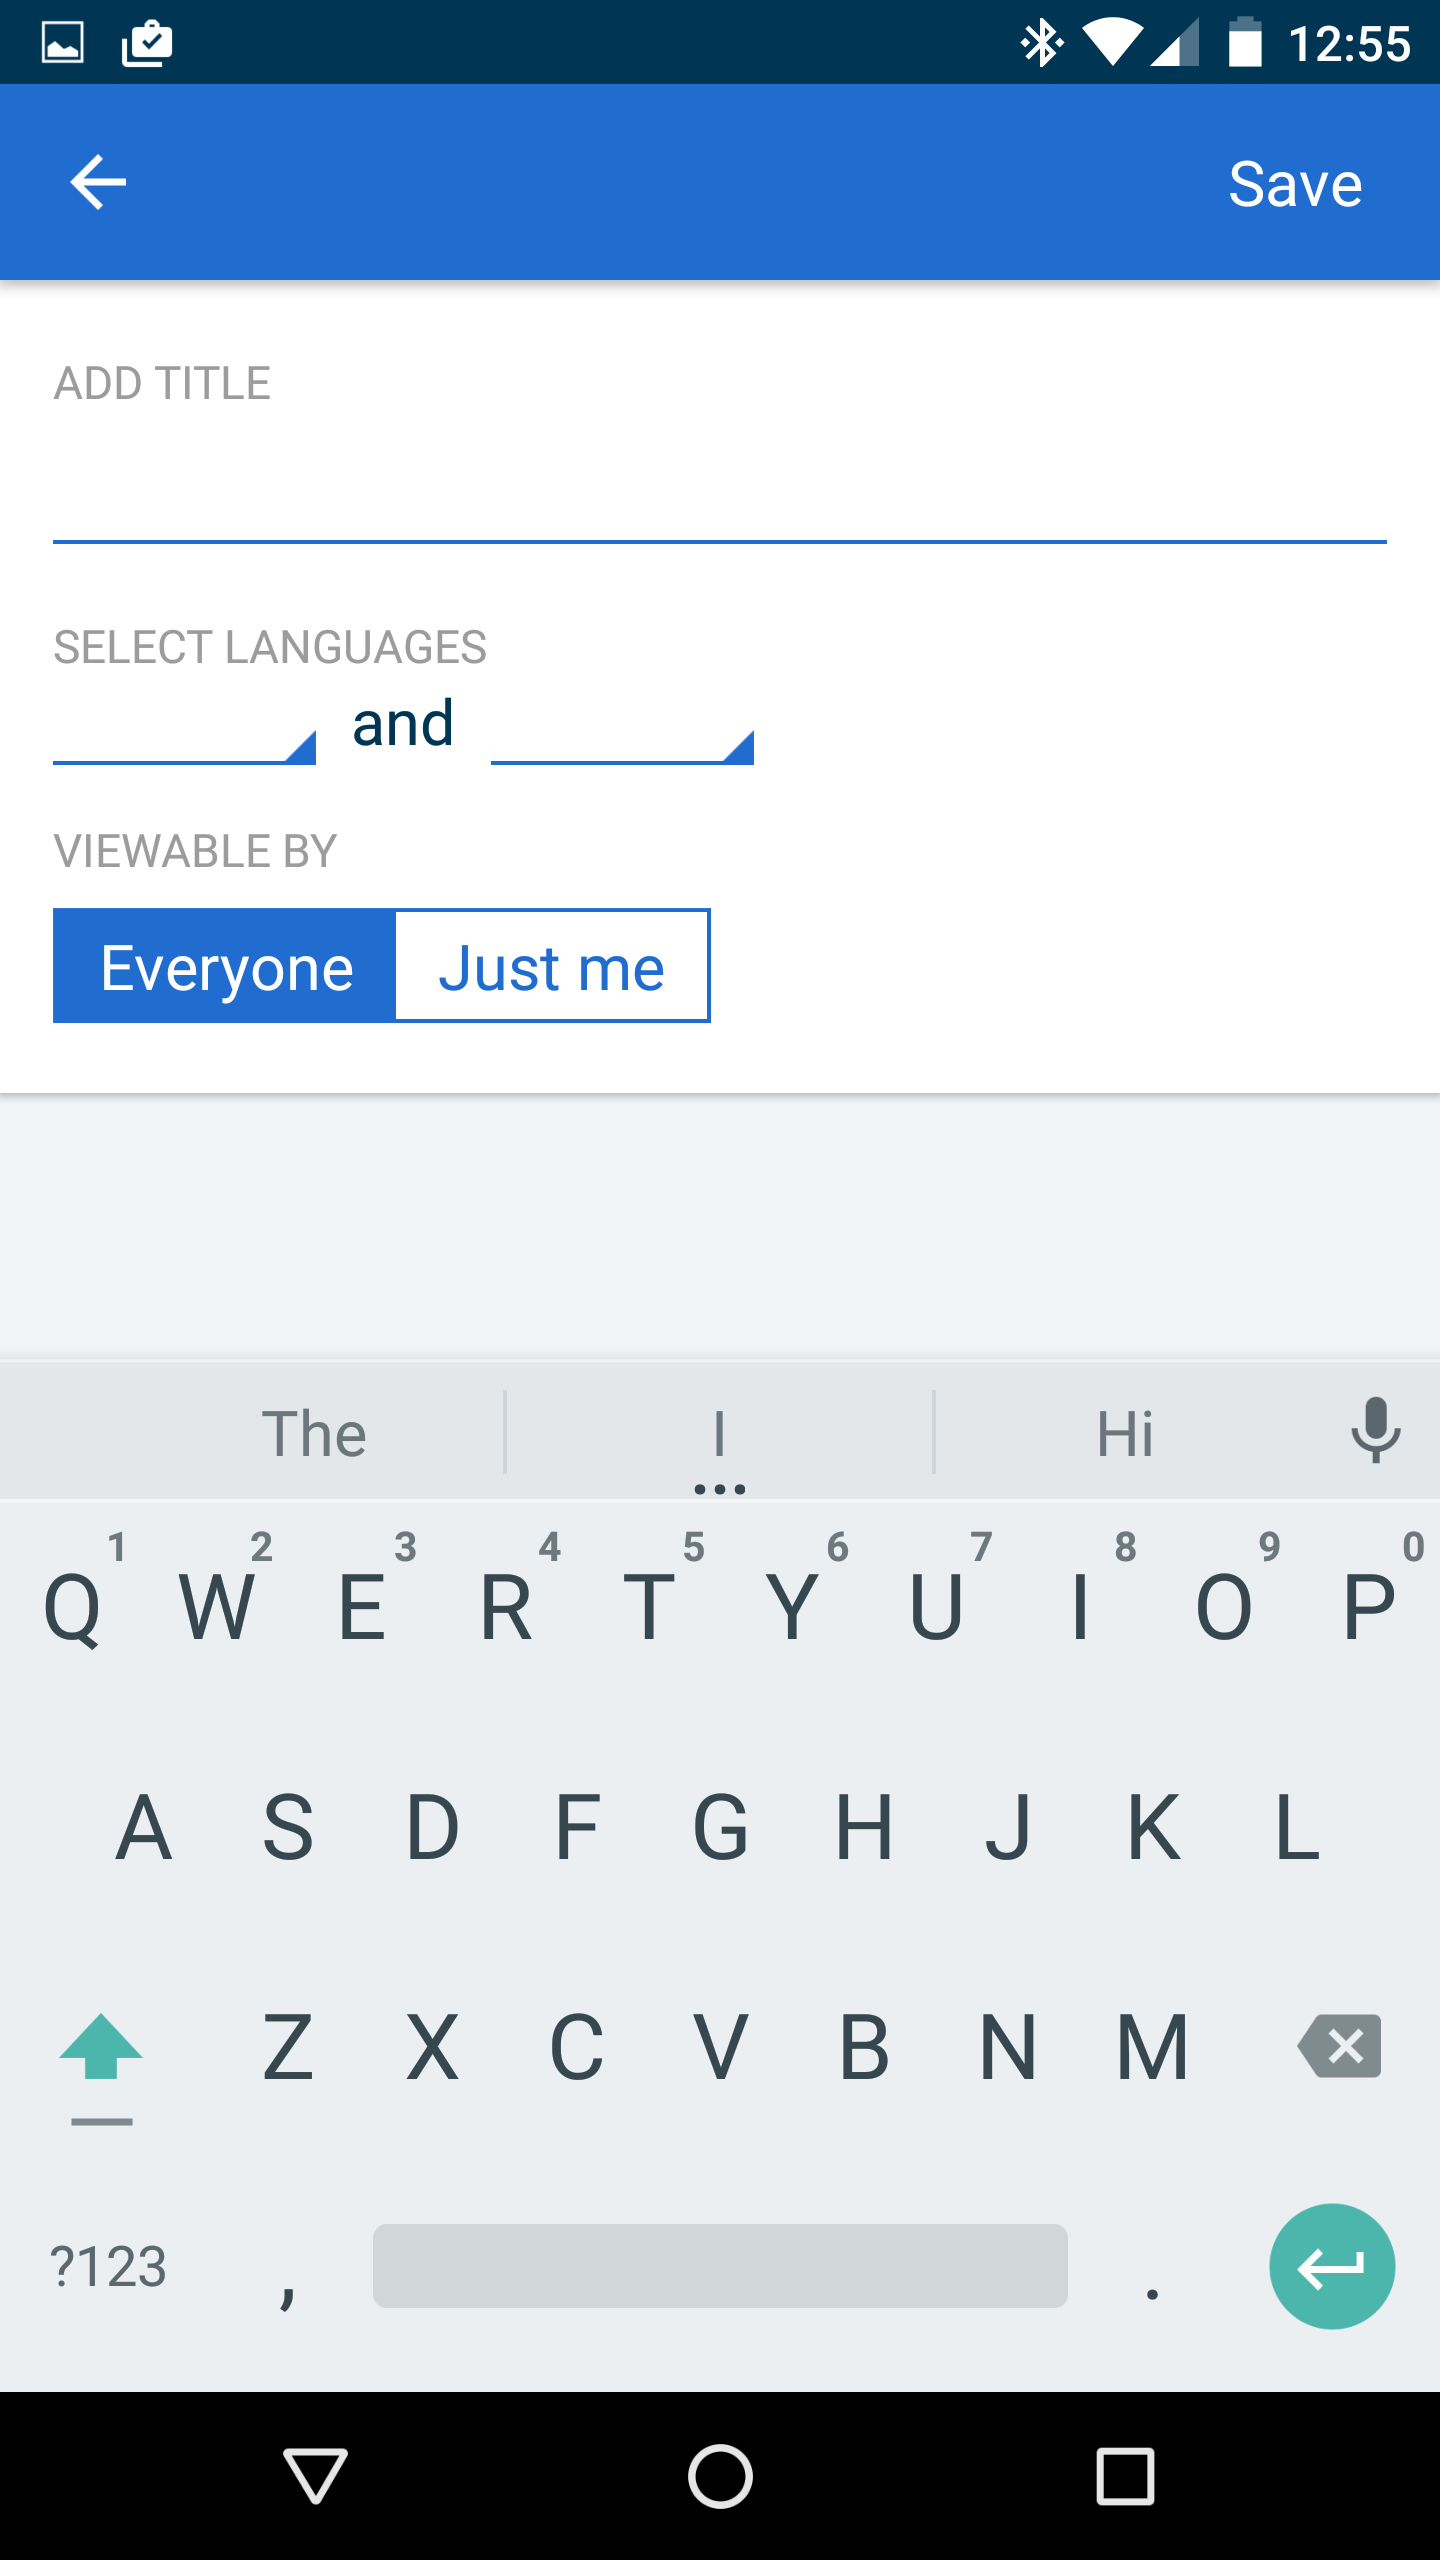 12:55
Save
ADD TITLE
SELECT LANGUAGES
and
VIEWABLE BY
Everyone Just me
The I Hi
1 2 3 4 5 6 7 8 9 0
Q W E R T Y U I O P
A S D F G H J K L
Z X C V B N M
?123 , .